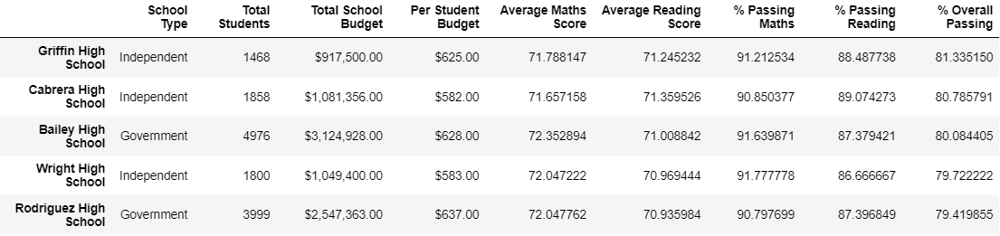 School Type Total Students Total School Budget Per Student Budget Average Maths Score Average Reading Score % Passing Maths % Passing Reading % Overall Passing
Griffin High School Independent 1468 $917,500.00 $625.00 71.788147 71.245232 91.212534 88.487738 81.335150
Cabrera High School Independent 1858 $1,081,356.00 $582.00 71.657158 71.359526 90.850377 89.074273 80.785791
Bailey High School Government 4976 $3,124,928.00 $628.00 72.352894 71.008842 91.639871 87.379421 80.084405
Wright High School Independent 1800 $1,049,400.00 $583.00 72.047222 70.969444 91.777778 86.666667 79.722222
Rodriguez High School Government 3999 $2,547,363.00 $637.00 72.047762 70.935984 90.797699 87.396849 79.419855